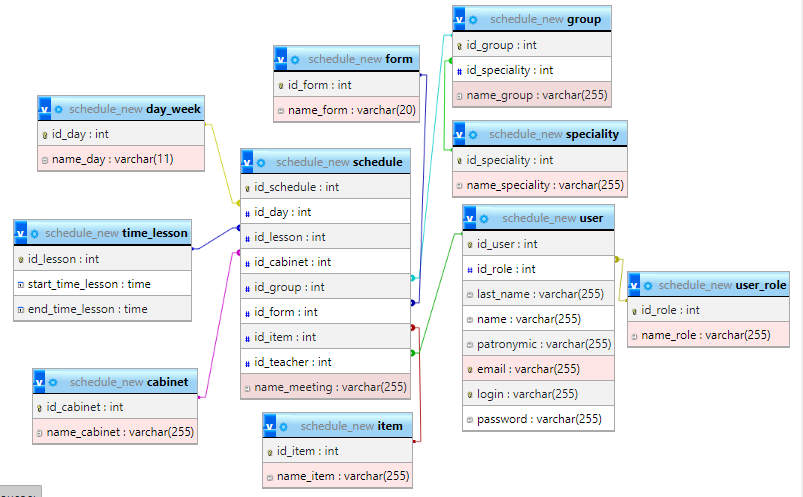 schedule_new group
id_group : int
id_speciality : int
name_group : varchar(255)
schedule_new form
id_form : int
name_form : varchar(20)
schedule_new day_week
id_day : int
name_day : varchar(11)
schedule_new speciality
id_speciality : int
name_speciality : varchar(255)
schedule_new schedule
id_schedule : int
id_day : int
id_lesson : int
id_cabinet : int
id_group : int
id_form : int
id_item : int
id_teacher : int
name_meeting : varchar(255)
schedule_new user
id_user : int
id_role : int
last_name : varchar(255)
name : varchar(255)
patronymic : varchar(255)
email : varchar(255)
login : varchar(255)
password : varchar(255)
schedule_new time_lesson
id_lesson : int
start_time_lesson : time
end_time_lesson : time
schedule_new user_role
id_role : int
name_role : varchar(255)
schedule_new cabinet
id_cabinet : int
name_cabinet : varchar(255)
schedule_new item
id_item : int
name_item : varchar(255)